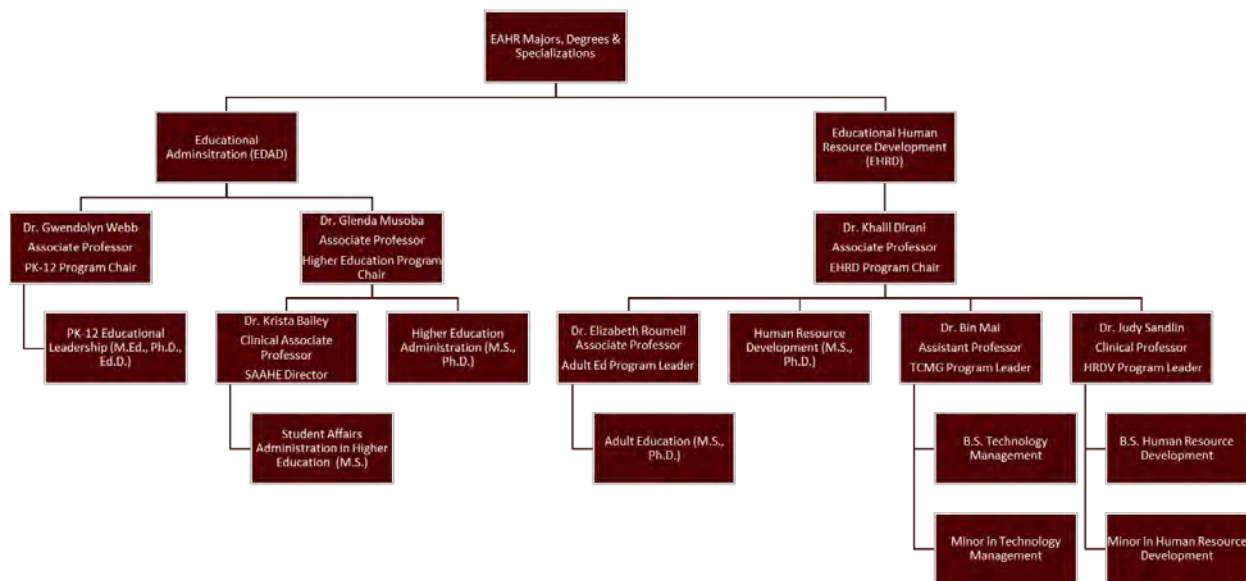 EAHR Majors, Degrees &
Specializations
Educational
Adminsitration (EDAD)
Educational Human
Resource Development
(EHRD)
Dr. Gwendolyn Webb
Associate Professor
PK-12 Program Chair
Dr. Glenda Musoba
Associate Professor
Higher Education Program
Chair
Dr. Khalil Dirani
Associate Professor
EHRD Program Chair
PK-12 Educational
Leadership (M.Ed., Ph.D.,
Ed.D.)
Dr. Krista Bailey
Clinical Associate
Professor
SAAHE Director
Higher Education
Administration (M.S.,
Ph.D.)
Dr. Elizabeth Roumell
Associate Professor
Adult Ed Program Leader
Human Resource
Development (M.S.,
Ph.D.)
Dr. Bin Mai
Assistant Professor
TCMG Program Leader
Dr. Judy Sandlin
Clinical Professor
HRDV Program Leader
Student Affairs
Administration in Higher
Education (M.S.)
Adult Education (M.S.,
Ph.D.)
B.S. Technology
Management
B.S. Human Resource
Development
Minor in Technology
Management
Minor in Human Resource
Development